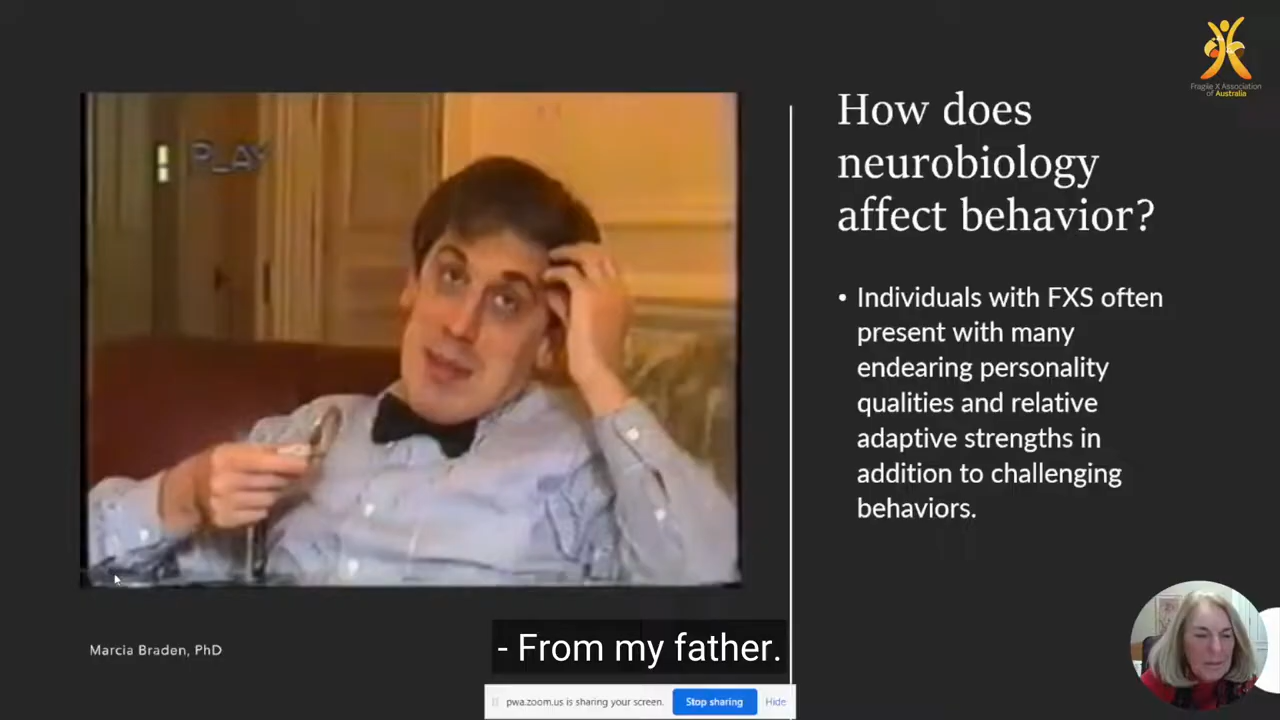 Fragile X Association
of Australia
PLAY
How does
neurobiology
affect behavior?
• Individuals with FXS often
present with many
endearing personality
qualities and relative
adaptive strengths in
addition to challenging
behaviors.
Marcia Braden, PhD
- From my father.
pwa.zoom.us is sharing your screen.
Stop sharing
Hide